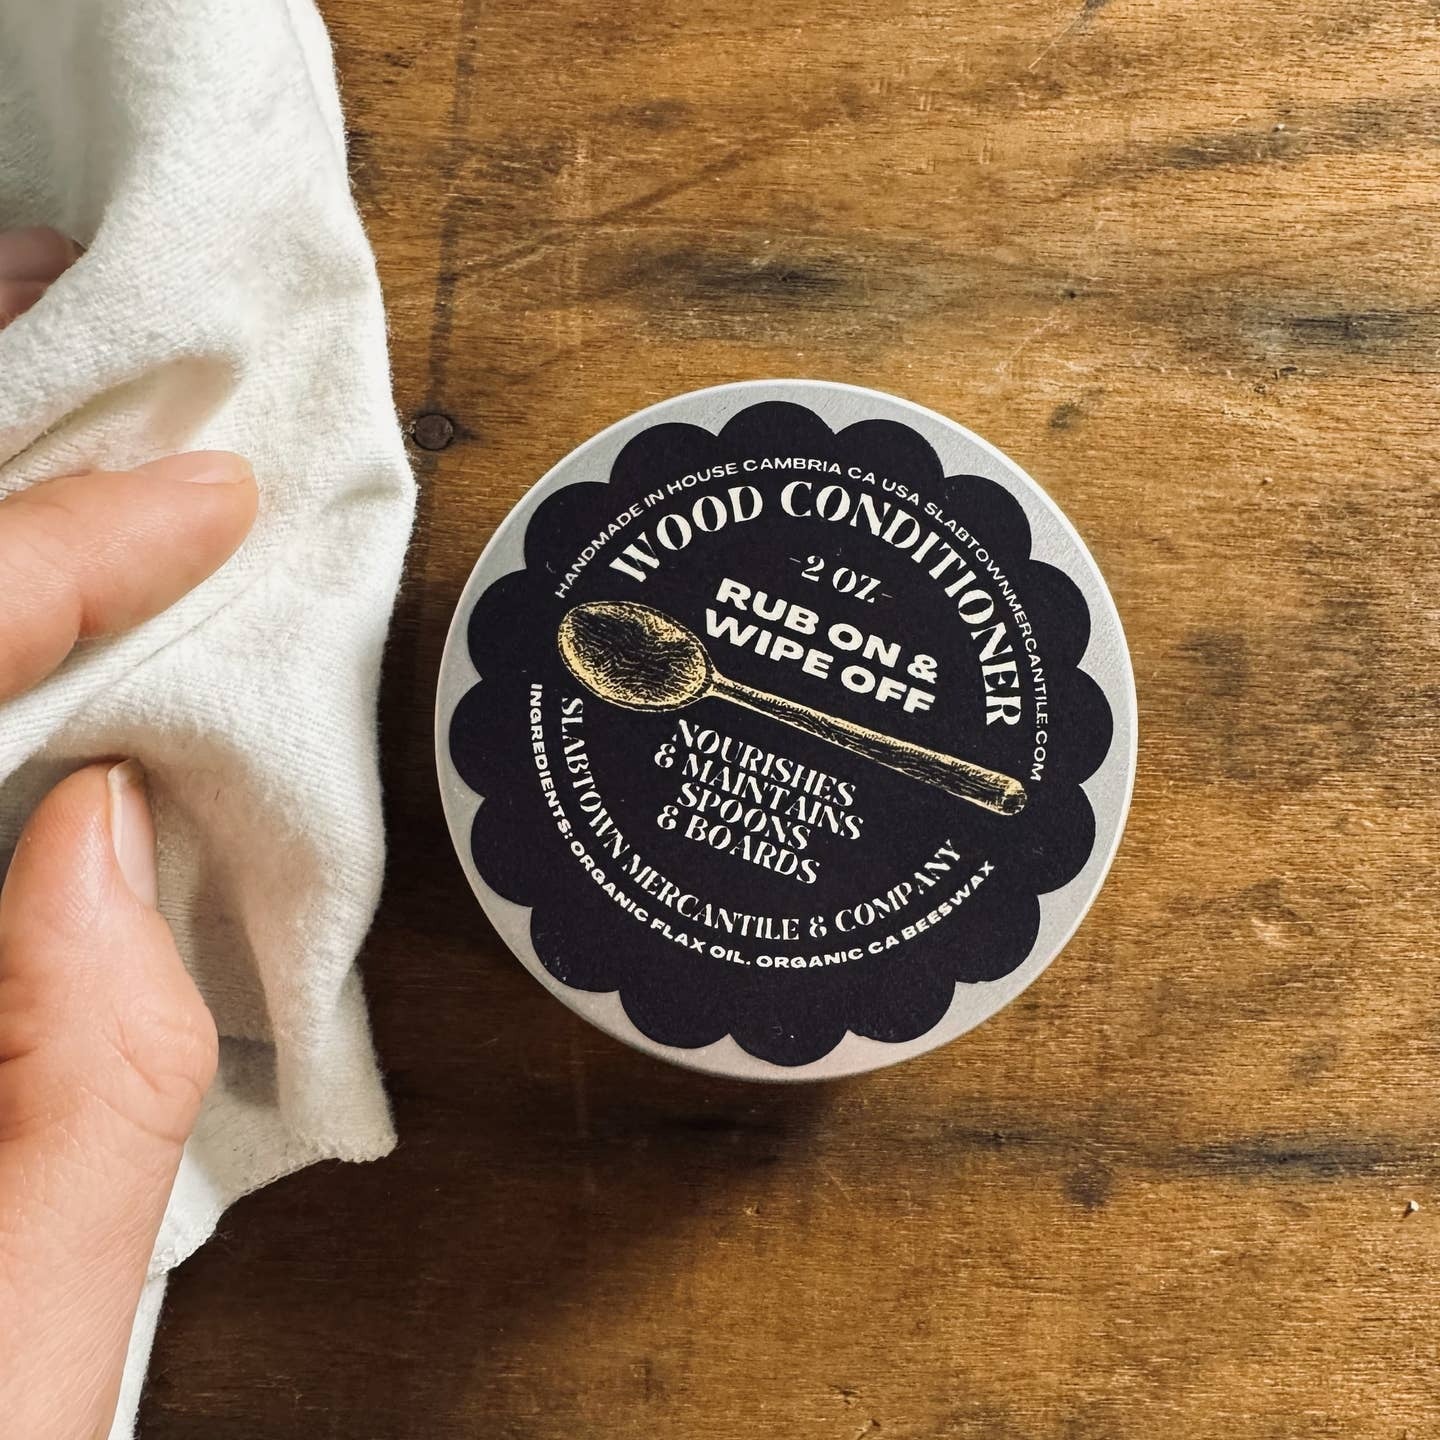 HANDMADE IN HOUSE CAMBRIA CA USA SLABTOWNMERCANTILE.COM
WOOD CONDITIONER
-2 OZ-
RUB ON &
WIPE OFF
NOURISHES
& MAINTAINS
SPOONS
& BOARDS
SLABTOWN MERCANTILE & COMPANY
INGREDIENTS: ORGANIC FLAX OIL. ORGANIC CA BEESWAX